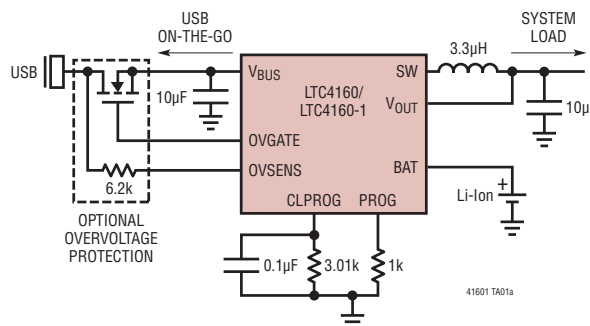 USB
ON-THE-GO
SYSTEM
LOAD
3.3µH
USB
VBUS
SW
LTC4160/
LTC4160-1
10µF
VOUT
10µ
OVGATE
OVSENS
BAT
6.2k
+
Li-Ion
CLPROG PROG
OPTIONAL
OVERVOLTAGE
PROTECTION
0.1µF
3.01k
1k
41601 TA01a